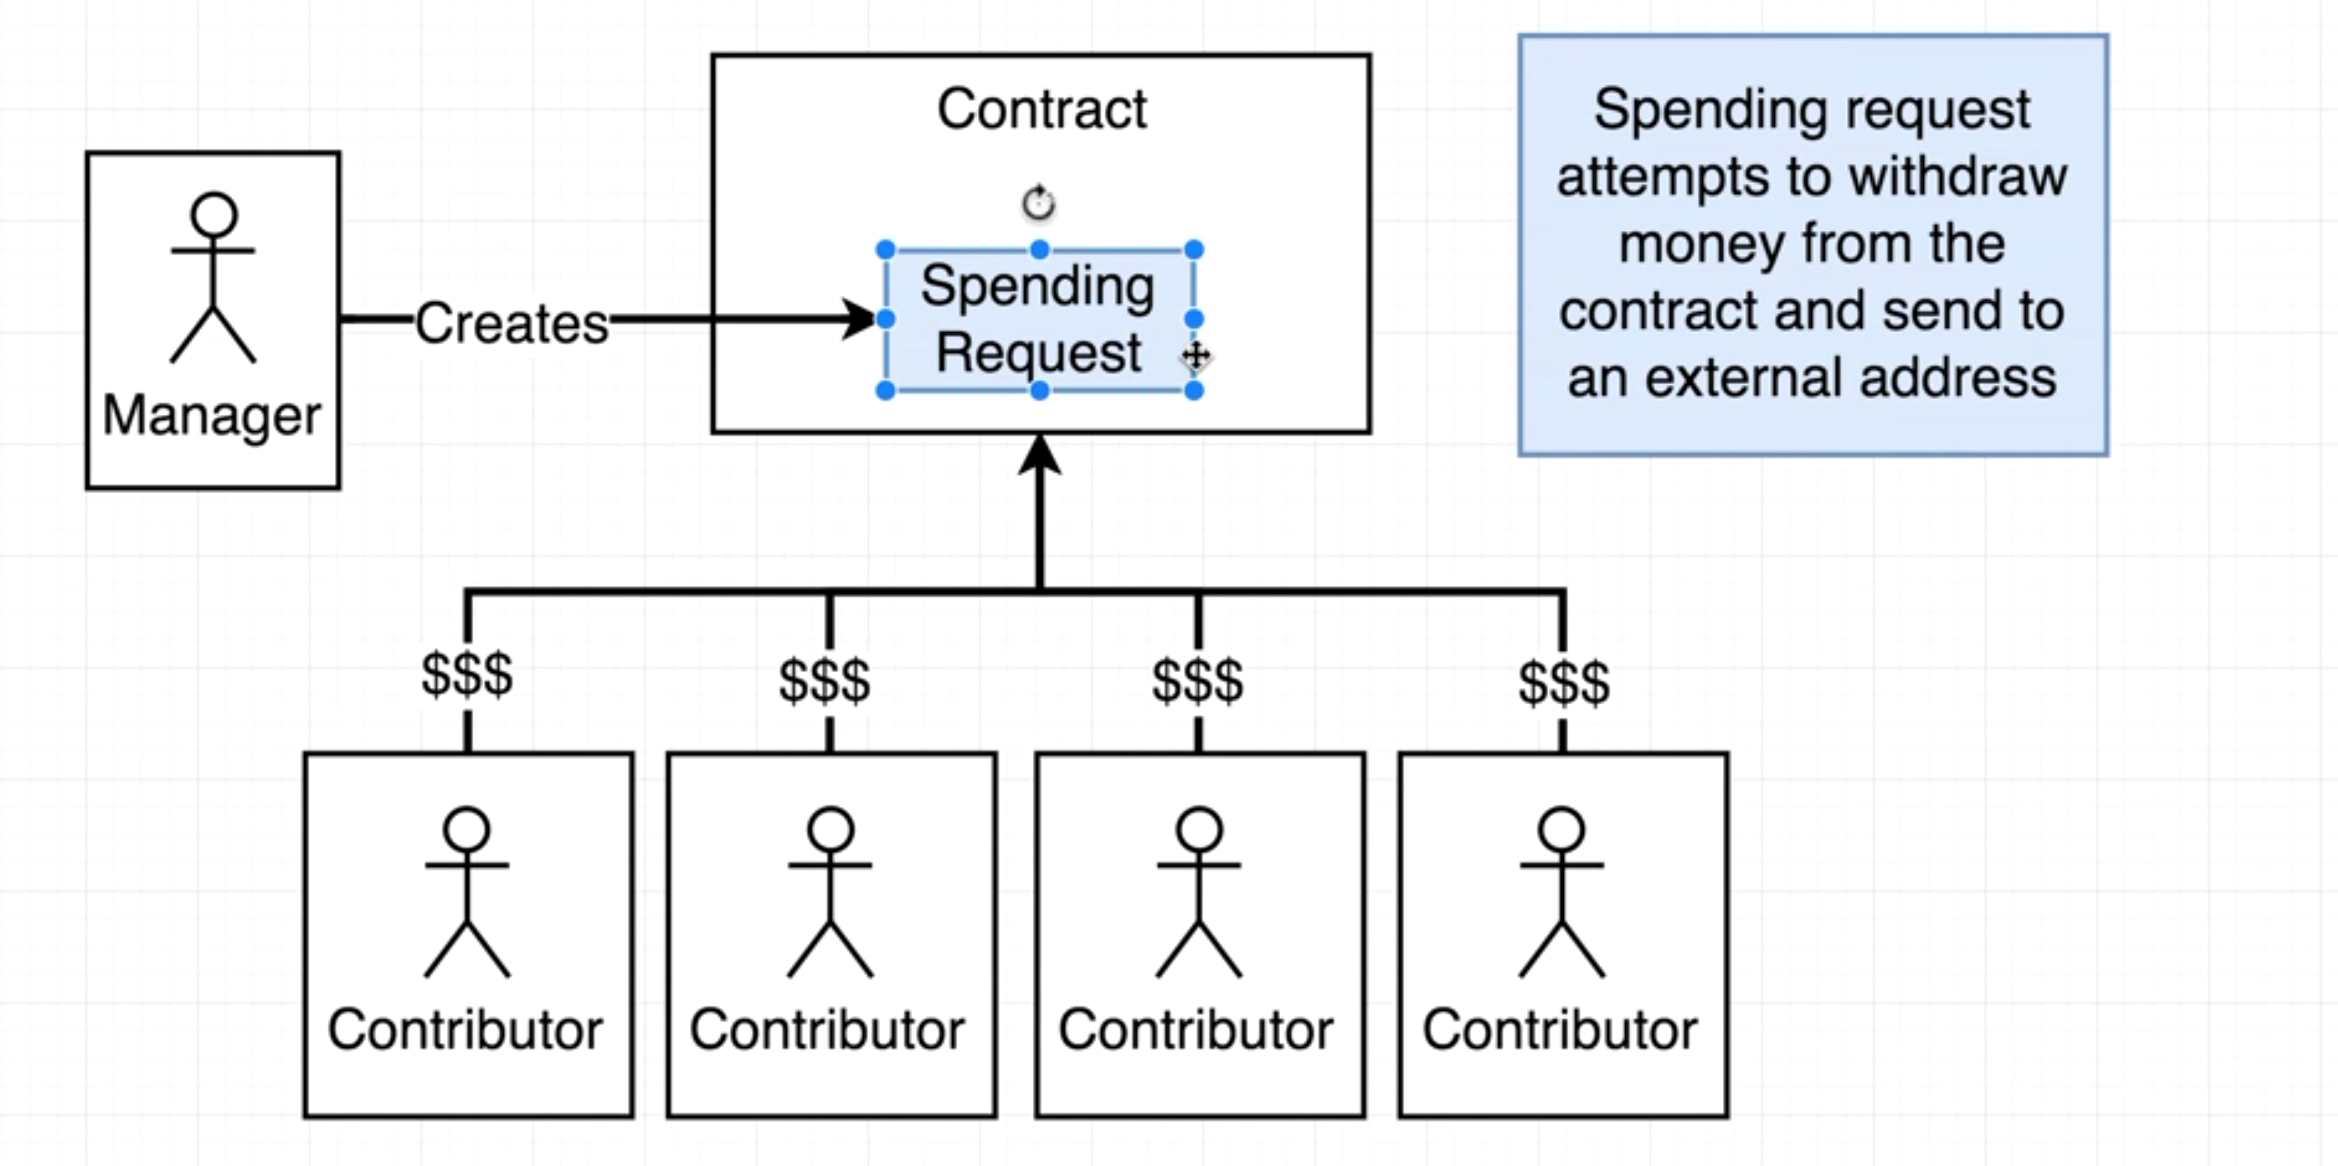 Contract
Spending
Request
Creates
Manager
Spending request
attempts to withdraw
money from the
contract and send to
an external address
$$$
$$$
$$$
$$$
Contributor
Contributor
Contributor
Contributor